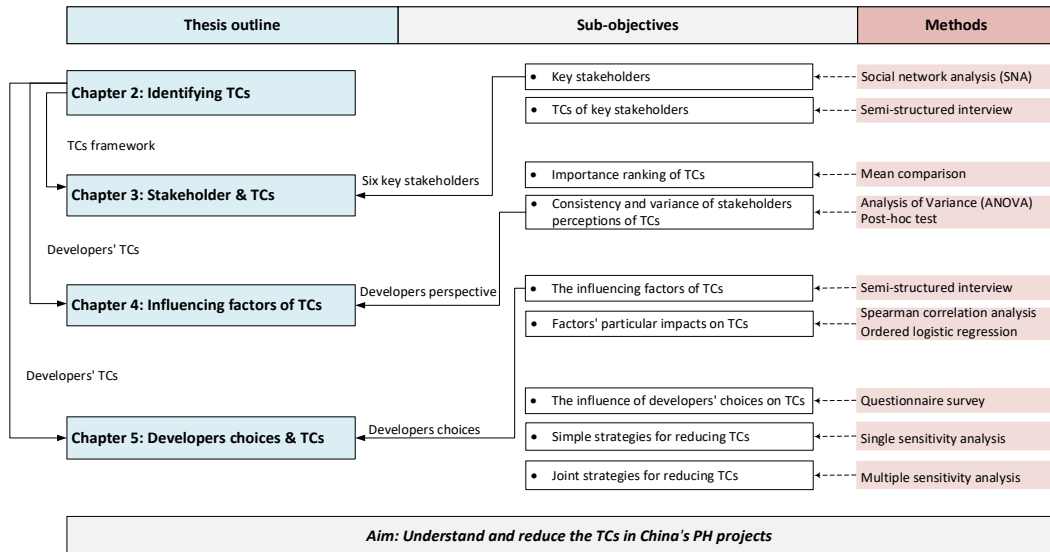 Thesis outline
Sub-objectives
Methods
Chapter 2: Identifying TCs
• Key stakeholders
Social network analysis (SNA)
• TCs of key stakeholders
Semi-structured interview
TCs framework
Chapter 3: Stakeholder & TCs
Six key stakeholders
• Importance ranking of TCs
Mean comparison
• Consistency and variance of stakeholders
perceptions of TCs
Analysis of Variance (ANOVA)
Post-hoc test
Developers' TCs
Chapter 4: Influencing factors of TCs
Developers perspective
• The influencing factors of TCs
Semi-structured interview
• Factors' particular impacts on TCs
Spearman correlation analysis
Ordered logistic regression
Developers' TCs
Chapter 5: Developers choices & TCs
Developers choices
• The influence of developers' choices on TCs
Questionnaire survey
• Simple strategies for reducing TCs
Single sensitivity analysis
• Joint strategies for reducing TCs
Multiple sensitivity analysis
Aim: Understand and reduce the TCs in China's PH projects